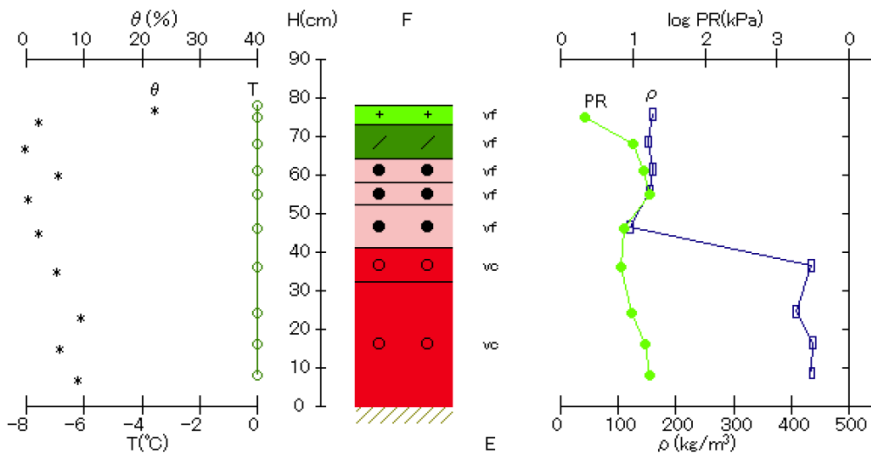 θ(%) H(cm) F log PR(kPa)
0 10 20 30 40 0 1 2 3 0
90
θ T PR ρ
80
vf
70
vf
60
vf
vf
50
vf
40
vc
30
20
vc
10
0
-8 -6 -4 -2 0 0 100 200 300 400 500
T(℃) E ρ(kg/m³)